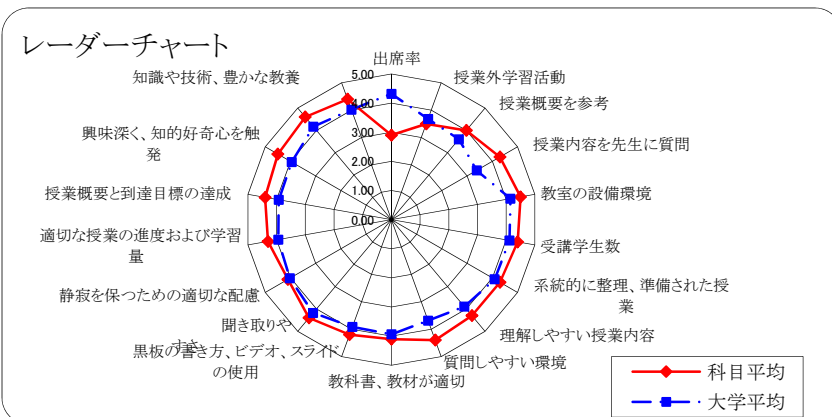 レーダーチャート
出席率
授業外学習活動
授業概要を参考
授業内容を先生に質問
教室の設備環境
受講学生数
系統的に整理、準備された授
業
理解しやすい授業内容
質問しやすい環境
教科書、教材が適切
黒板の書き方、ビデオ、スライド
の使用
聞き取りや
すさ
静寂を保つための適切な配慮
適切な授業の進度および学習
量
授業概要と到達目標の達成
興味深く、知的好奇心を触
発
知識や技術、豊かな教養
5.00
4.00
3.00
2.00
1.00
0.00
科目平均
大学平均